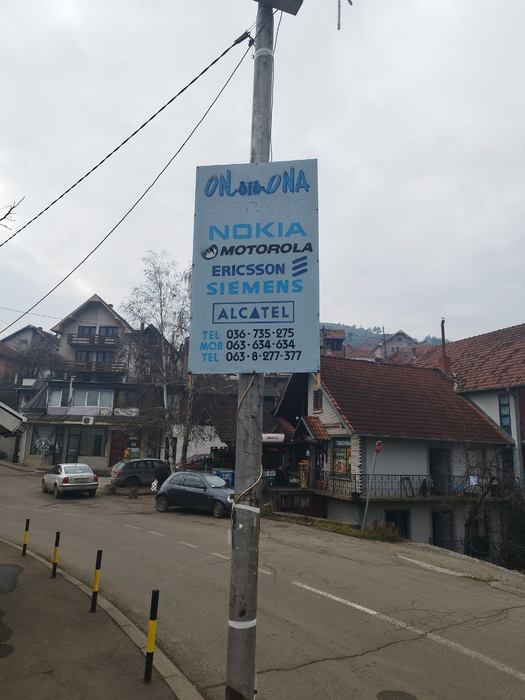 ON ONA
SERVIS
NOKIA
MOTOROLA
ERICSSON
SIEMENS
ALCATEL
TEL 036-735-275
MOB 063-634-634
TEL 063-8-277-377